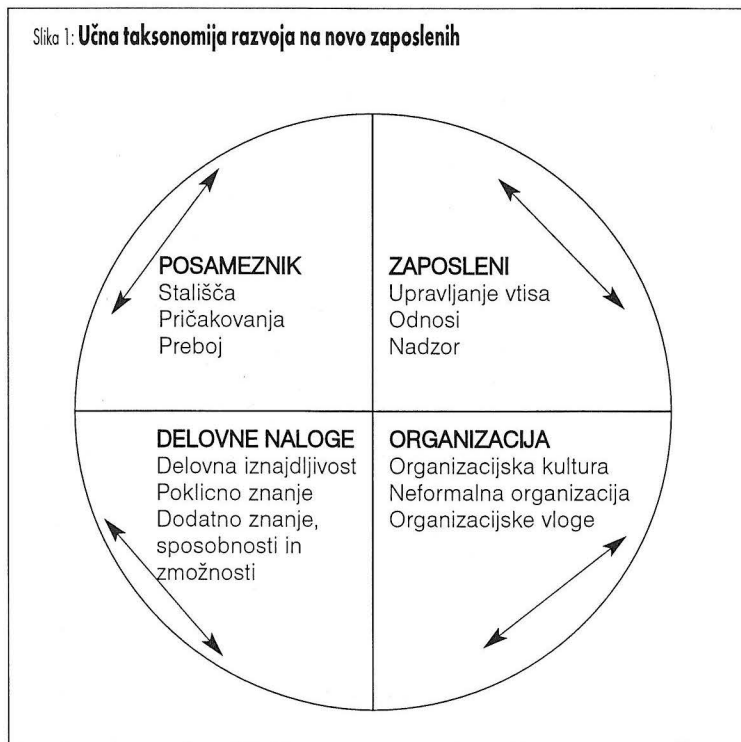 Slika 1: Učna taksonomija razvoja na novo zaposlenih
POSAMEZNIK
Stališča
Pričakovanja
Preboj
ZAPOSLENI
Upravljanje vtisa
Odnosi
Nadzor
DELOVNE NALOGE
Delovna iznajdljivost
Poklicno znanje
Dodatno znanje,
sposobnosti in
zmožnosti
ORGANIZACIJA
Organizacijska kultura
Neformalna organizacija
Organizacijske vloge